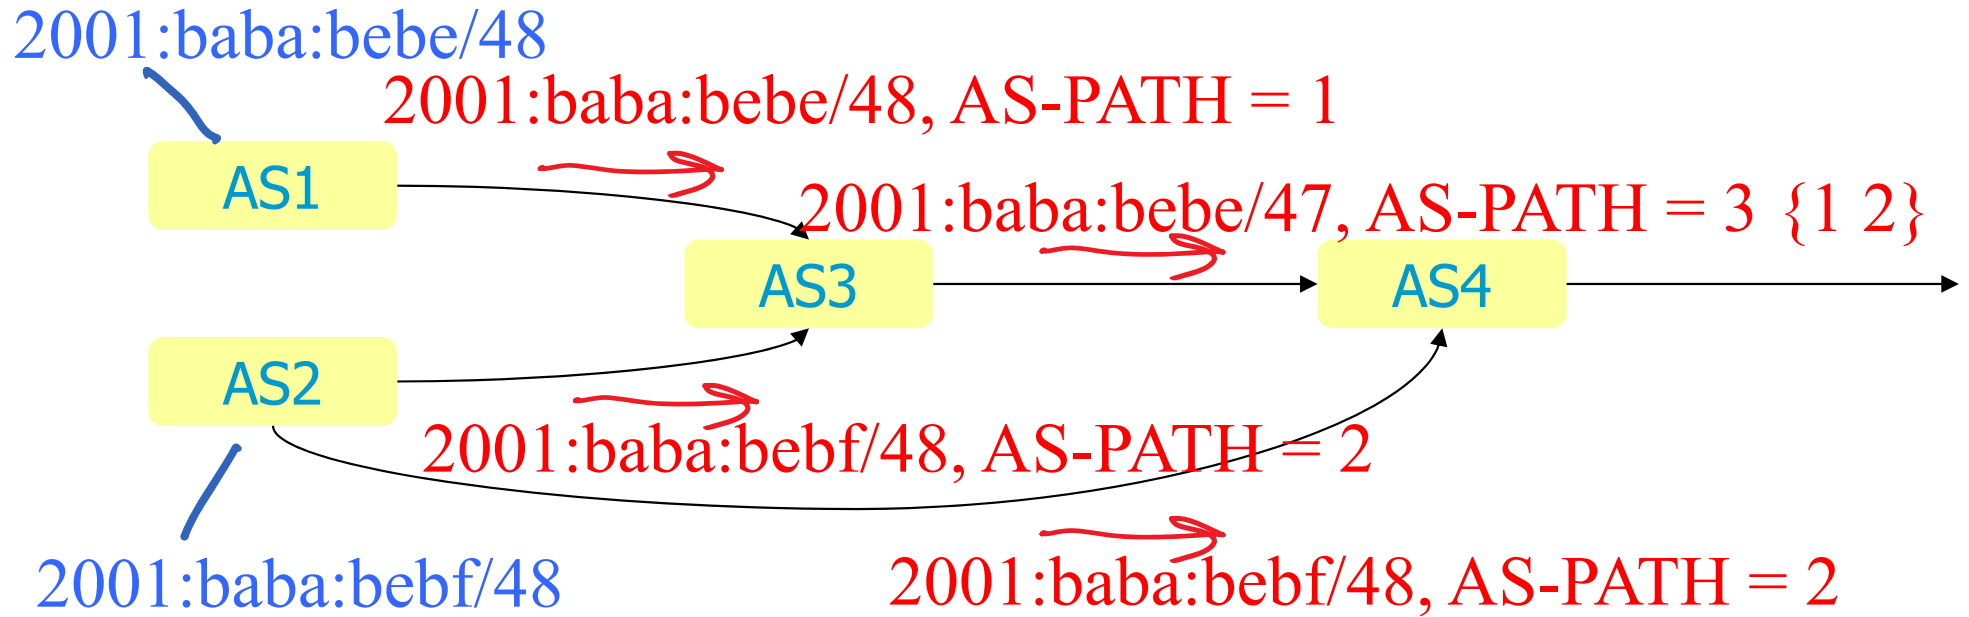 2001:baba:bebe/48
2001:baba:bebe/48, AS-PATH = 1
AS1
2001:baba:bebe/47, AS-PATH = 3 {1 2}
AS3
AS4
AS2
2001:baba:bebf/48, AS-PATH = 2
2001:baba:bebf/48
2001:baba:bebf/48, AS-PATH = 2